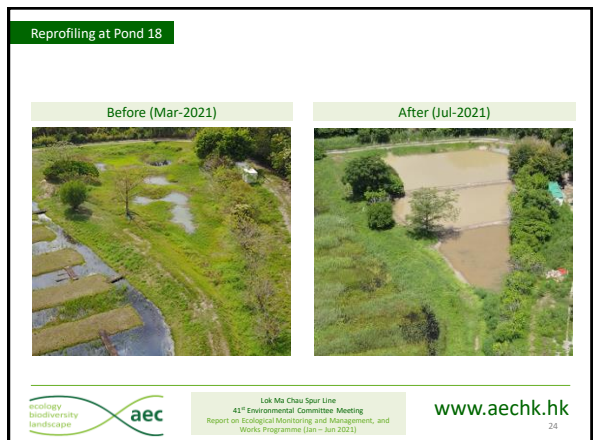 Reprofiling at Pond 18
Before (Mar-2021)
After (Jul-2021)
ecology
biodiversity
landscape
aec
Lok Ma Chau Spur Line
41st Environmental Committee Meeting
Report on Ecological Monitoring and Management, and
Works Programme (Jan – Jun 2021)
www.aechk.hk
24